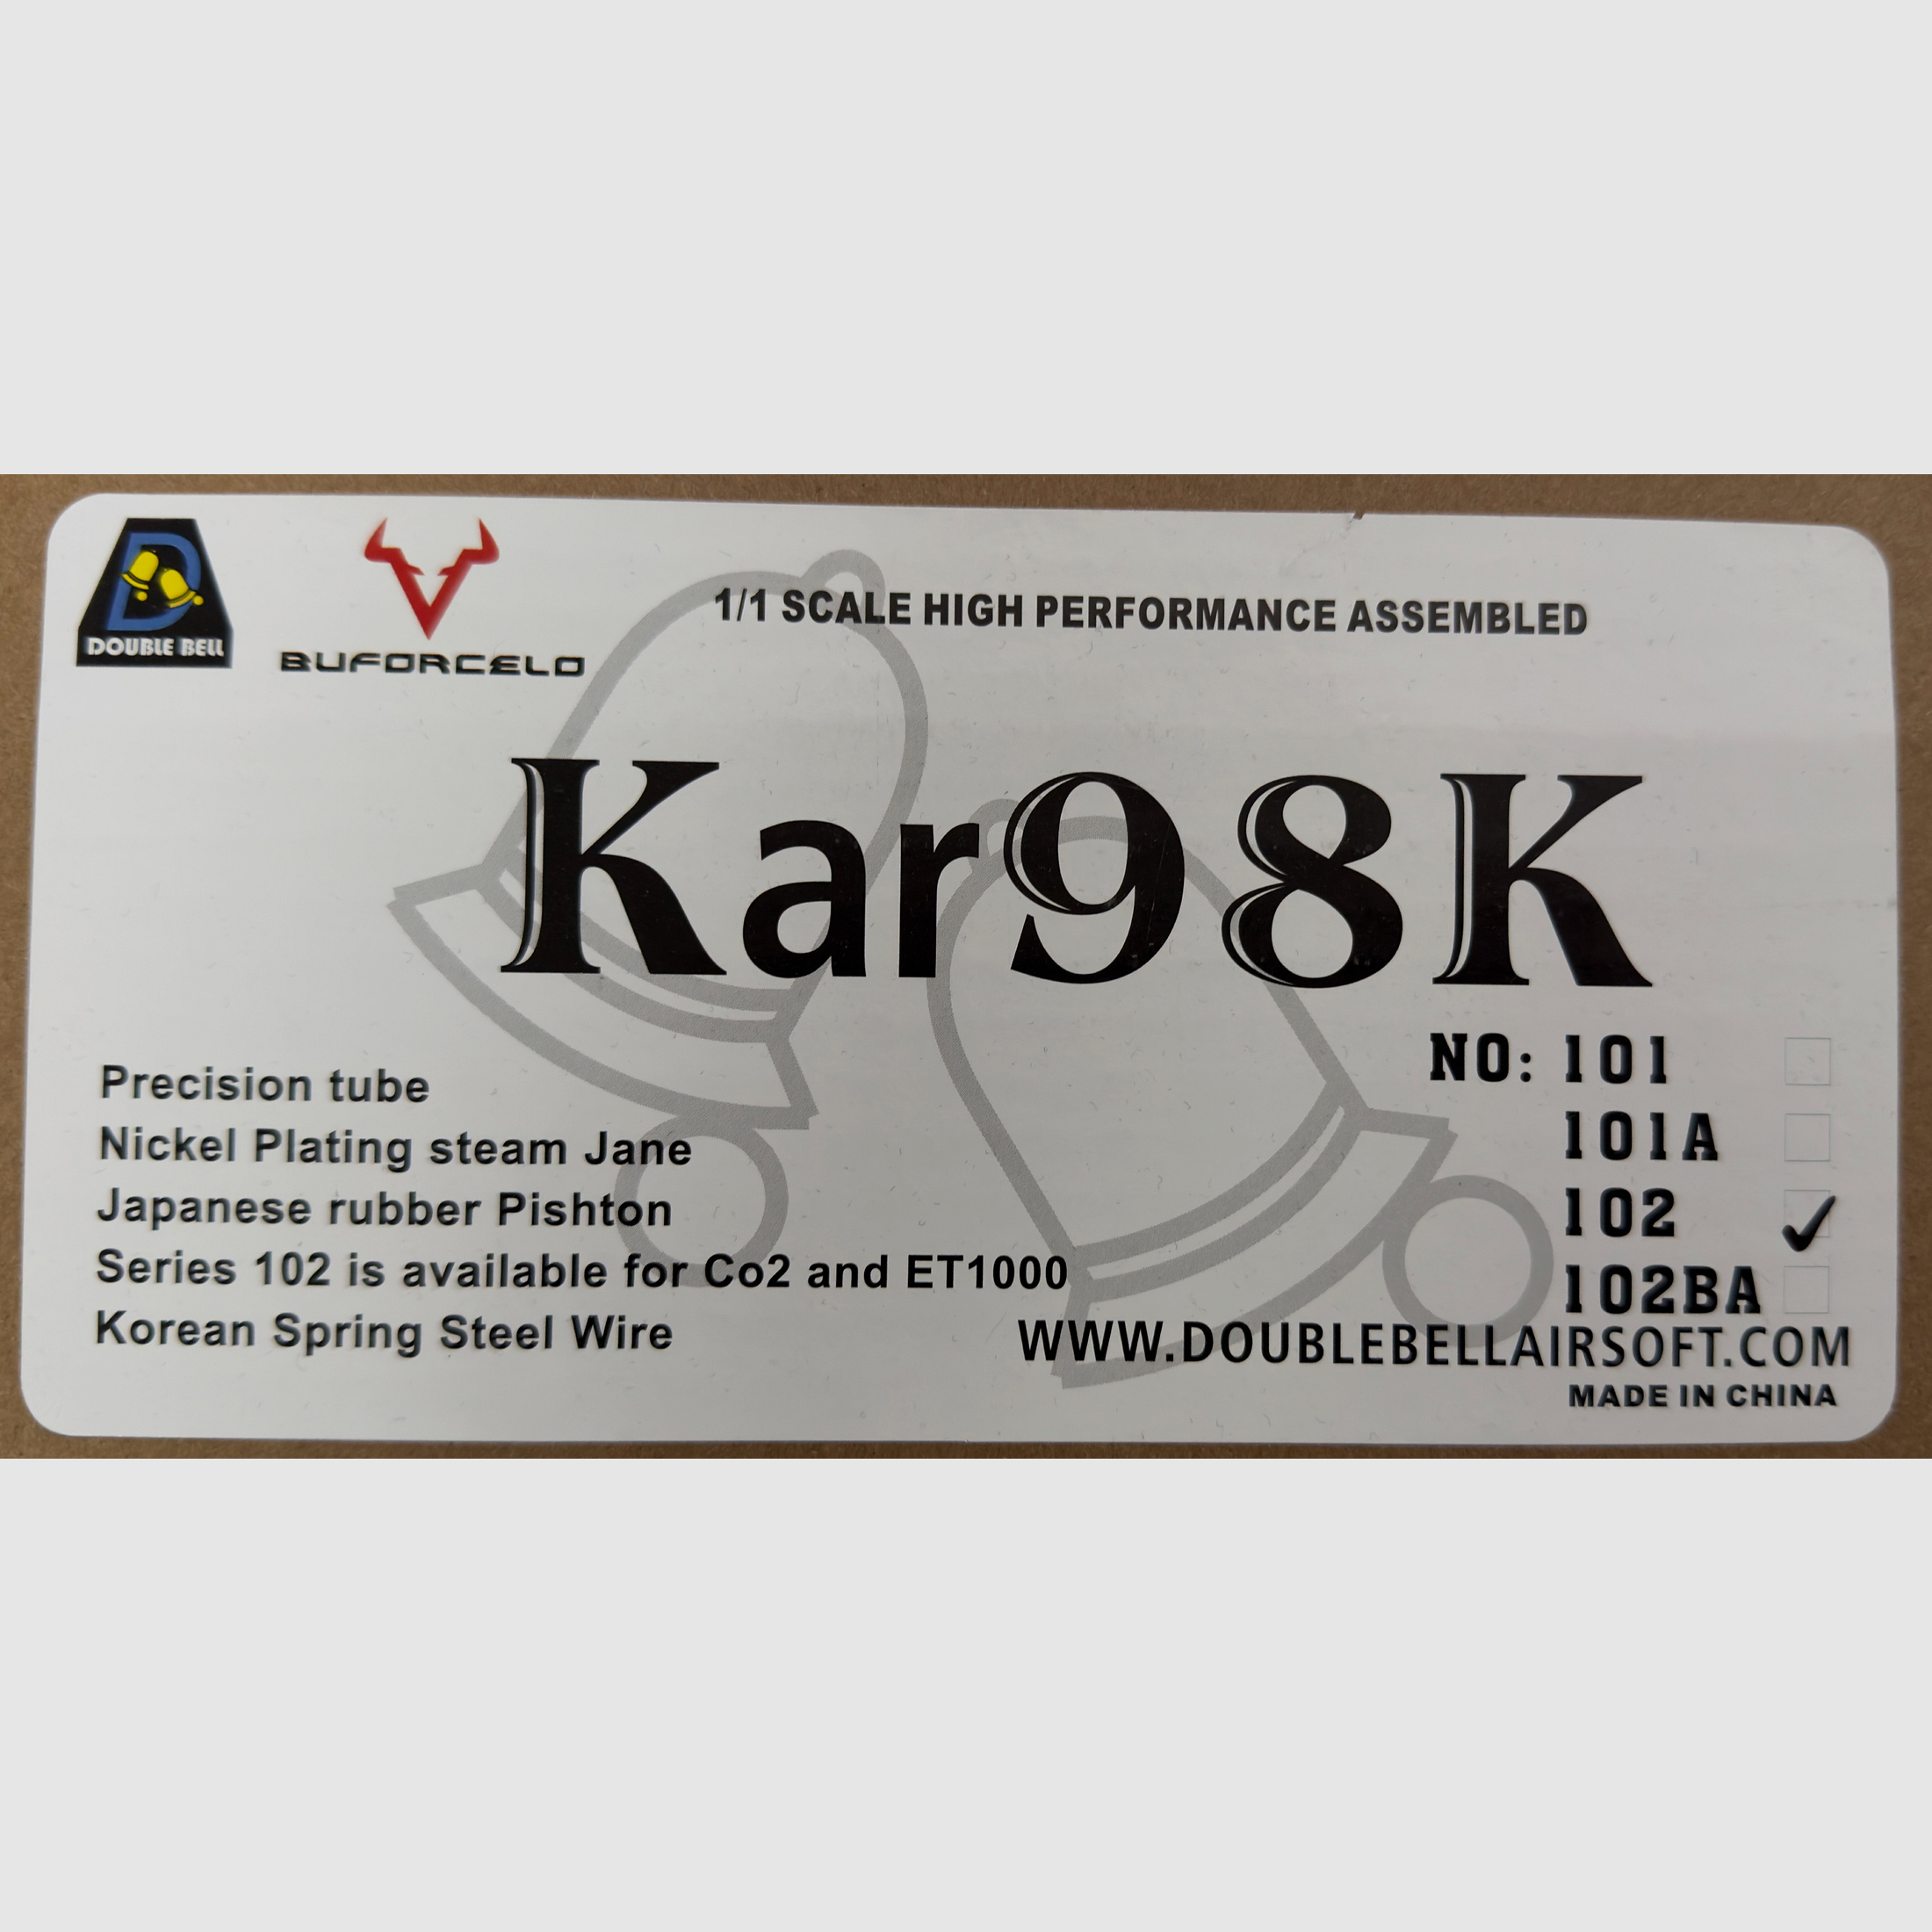 DOUBLE BELL
BUFORCELO
1/1 SCALE HIGH PERFORMANCE ASSEMBLED
Kar98K
Precision tube
Nickel Plating steam Jane
Japanese rubber Pishton
Series 102 is available for Co2 and ET1000
Korean Spring Steel Wire
NO: 101
101A
102 ✓
102BA
WWW.DOUBLEBELLAIRSOFT.COM
MADE IN CHINA